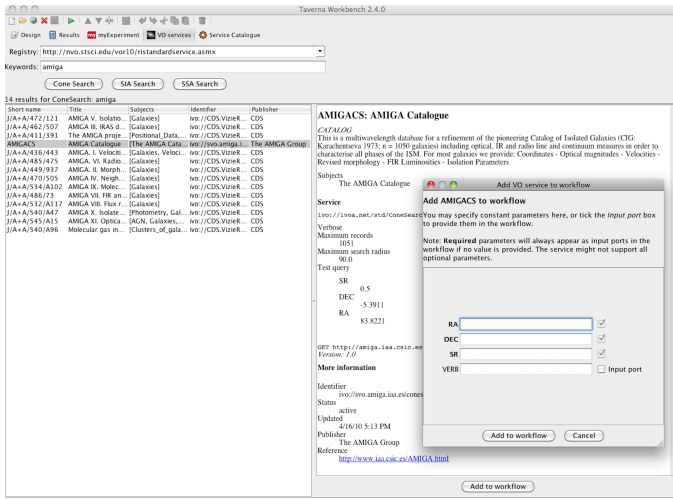 Taverna Workbench 2.4.0
Design Results myExperiment VO services Service Catalogue
Registry: http://nvo.stsci.edu/vor10/ristandardservice.asmx
Keywords: amiga
Cone Search SIA Search SSA Search
14 results for ConeSearch: amiga
Short name Title Subjects Identifier Publisher
J/A+A/472/121 AMIGA V. Isolatio... [Galaxies] ivo://CDS.VizieR... CDS
J/A+A/462/507 AMIGA III. IRAS d... [Galaxies] ivo://CDS.VizieR... CDS
J/A+A/411/391 The AMIGA proje... [Positional_Data,... ivo://CDS.VizieR... CDS
AMIGACS AMIGA Catalogue [The AMIGA Cata... ivo://svo.amiga.i... The AMIGA Group
J/A+A/436/443 AMIGA. I. Velociti... [Galaxies, Veloci... ivo://CDS.VizieR... CDS
J/A+A/485/475 AMIGA. VI. Radio... [Galaxies] ivo://CDS.VizieR... CDS
J/A+A/449/937 AMIGA. II. Morph... [Galaxies] ivo://CDS.VizieR... CDS
J/A+A/470/505 AMIGA IV. Neigh... [Galaxies] ivo://CDS.VizieR... CDS
J/A+A/534/A102 AMIGA IX. Molec... [Galaxies] ivo://CDS.VizieR... CDS
J/A+A/486/73 AMIGA VII. FIR an... [Galaxies] ivo://CDS.VizieR... CDS
J/A+A/532/A117 AMIGA VIII. Flux r... [Galaxies] ivo://CDS.VizieR... CDS
J/A+A/540/A47 AMIGA X. Isolate... [Photometry, Gal... ivo://CDS.VizieR... CDS
J/A+A/545/A15 AMIGA XI. Optica... [AGN, Galaxies,... ivo://CDS.VizieR... CDS
J/A+A/540/A96 Molecular gas in... [Clusters_of_gala... ivo://CDS.VizieR... CDS
AMIGACS: AMIGA Catalogue
CATALOG
This is a multiwavelength database for a refinement of the pioneering Catalog of Isolated Galaxies (CIG:
Karachentseva 1973; n = 1050 galaxies) including optical, IR and radio line and continuum measures in order to
characterise all phases of the ISM. For most galaxies we provide: Coordinates - Optical magnitudes - Velocities -
Revised morphology - FIR Luminosities - Isolation Parameters
Subjects
The AMIGA Catalogue
Service
ivo://ivoa.net/std/ConeSearc
Verbose
Maximum records
1051
Maximum search radius
90.0
Test query
SR
0.5
DEC
-5.3911
RA
83.8221
GET http://amiga.iaa.csic.es
Version: 1.0
More information
Identifier
ivo://svo.amiga.iaa.es/cones
Status
active
Updated
4/16/10 5:13 PM
Publisher
The AMIGA Group
Reference
http://www.iaa.csic.es/AMIGA.html
Add to workflow
Add VO service to workflow
Add AMIGACS to workflow
You may specify constant parameters here, or tick the Input port box
to provide them in the workflow.
Note: Required parameters will always appear as input ports in the
workflow if no value is provided. The service might not support all
optional parameters.
RA
DEC
SR
VERB Input port
Add to workflow Cancel